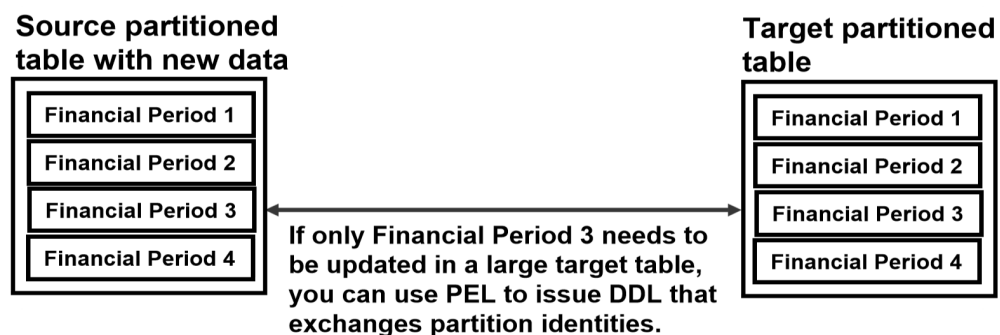 Source partitioned
table with new data
Financial Period 1
Financial Period 2
Financial Period 3
Financial Period 4
If only Financial Period 3 needs to
be updated in a large target table,
you can use PEL to issue DDL that
exchanges partition identities.
Target partitioned
table
Financial Period 1
Financial Period 2
Financial Period 3
Financial Period 4